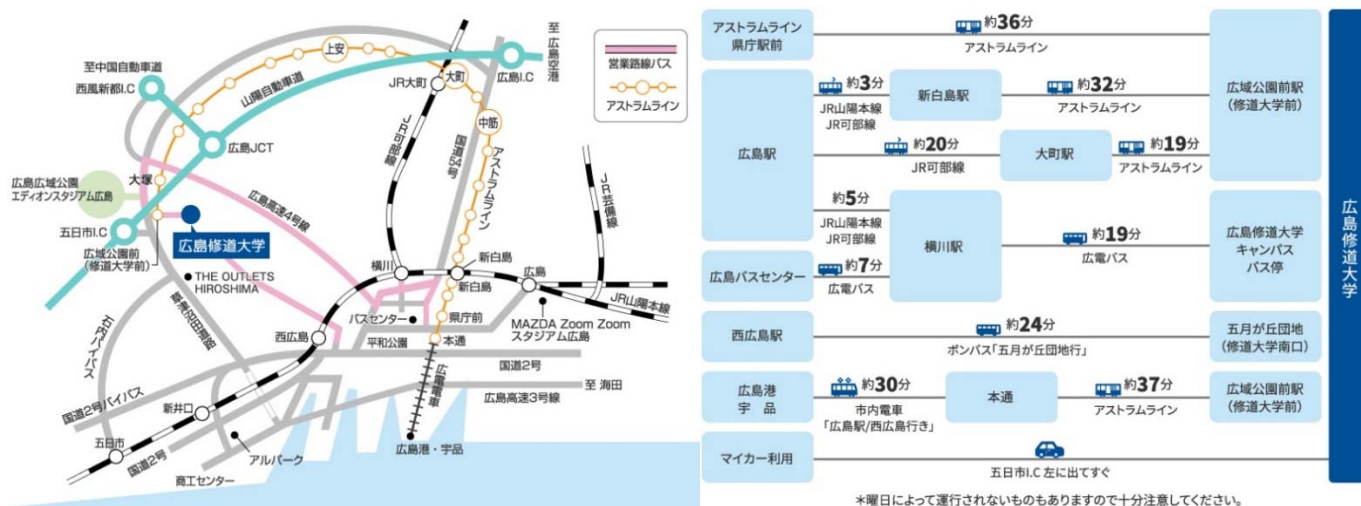 至 広島空港
上安
至中国自動車道
西風新都I.C
山陽自動車道
広島I.C
JR大町
大町
営業路線バス
アストラムライン
中筋
広島JCT
JR可部線
国道54号
アストラムライン
JR芸備線
広島広域公園
エディオンスタジアム広島
大塚
広島高速4号線
五日市I.C
広島修道大学
広域公園前
(修道大学前)
THE OUTLETS
HIROSHIMA
横川
新白島
新白島
広島
JR山陽本線
バスセンター
県庁前
MAZDA Zoom Zoom
スタジアム広島
石内バイパス
西広島
平和公園
本通
国道2号
広電電車
至 海田
広島高速3号線
国道2号バイパス
新井口
五日市
国道2号
アルパーク
広島港・宇品
商工センター
アストラムライン
県庁駅前
約36分
アストラムライン
広域公園前駅
(修道大学前)
広島駅
約3分
JR山陽本線
JR可部線
新白島駅
約32分
アストラムライン
約20分
JR可部線
大町駅
約19分
アストラムライン
約5分
JR山陽本線
JR可部線
横川駅
約19分
広電バス
広島修道大学
キャンパス
バス停
広島バスセンター
約7分
広電バス
西広島駅
約24分
ボンバス「五月が丘団地行」
五月が丘団地
(修道大学南口)
広島港
宇品
約30分
市内電車
「広島駅/西広島行き」
本通
約37分
アストラムライン
広域公園前駅
(修道大学前)
マイカー利用
五日市I.C 左に出てすぐ
広島修道大学
*曜日によって運行されないものもありますので十分注意してください。